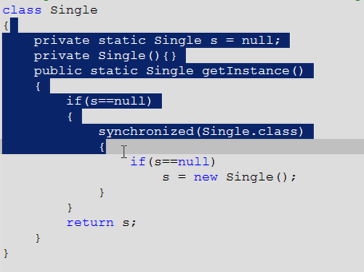 class Single
{
    private static Single s = null;
    private Single(){}
    public static Single getInstance()
    {
        if(s==null)
        {
            synchronized(Single.class)
            {
                if(s==null)
                    s = new Single();
            }
        }
        return s;
    }
}